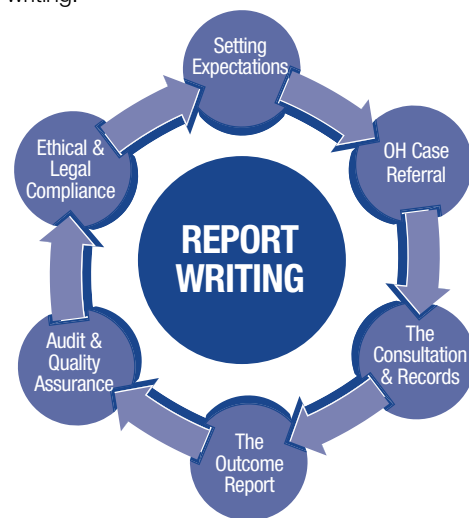 writing.
Setting
Expectations
OH Case
Referral
The
Consultation
& Records
The
Outcome
Report
Audit &
Quality
Assurance
Ethical &
Legal
Compliance
REPORT
WRITING